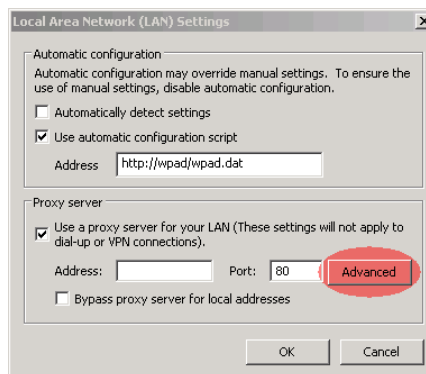 Local Area Network (LAN) Settings
Automatic configuration
Automatic configuration may override manual settings. To ensure the
use of manual settings, disable automatic configuration.
Automatically detect settings
Use automatic configuration script
Address http://wpad/wpad.dat
Proxy server
Use a proxy server for your LAN (These settings will not apply to
dial-up or VPN connections).
Address: Port: 80 Advanced
Bypass proxy server for local addresses
OK Cancel